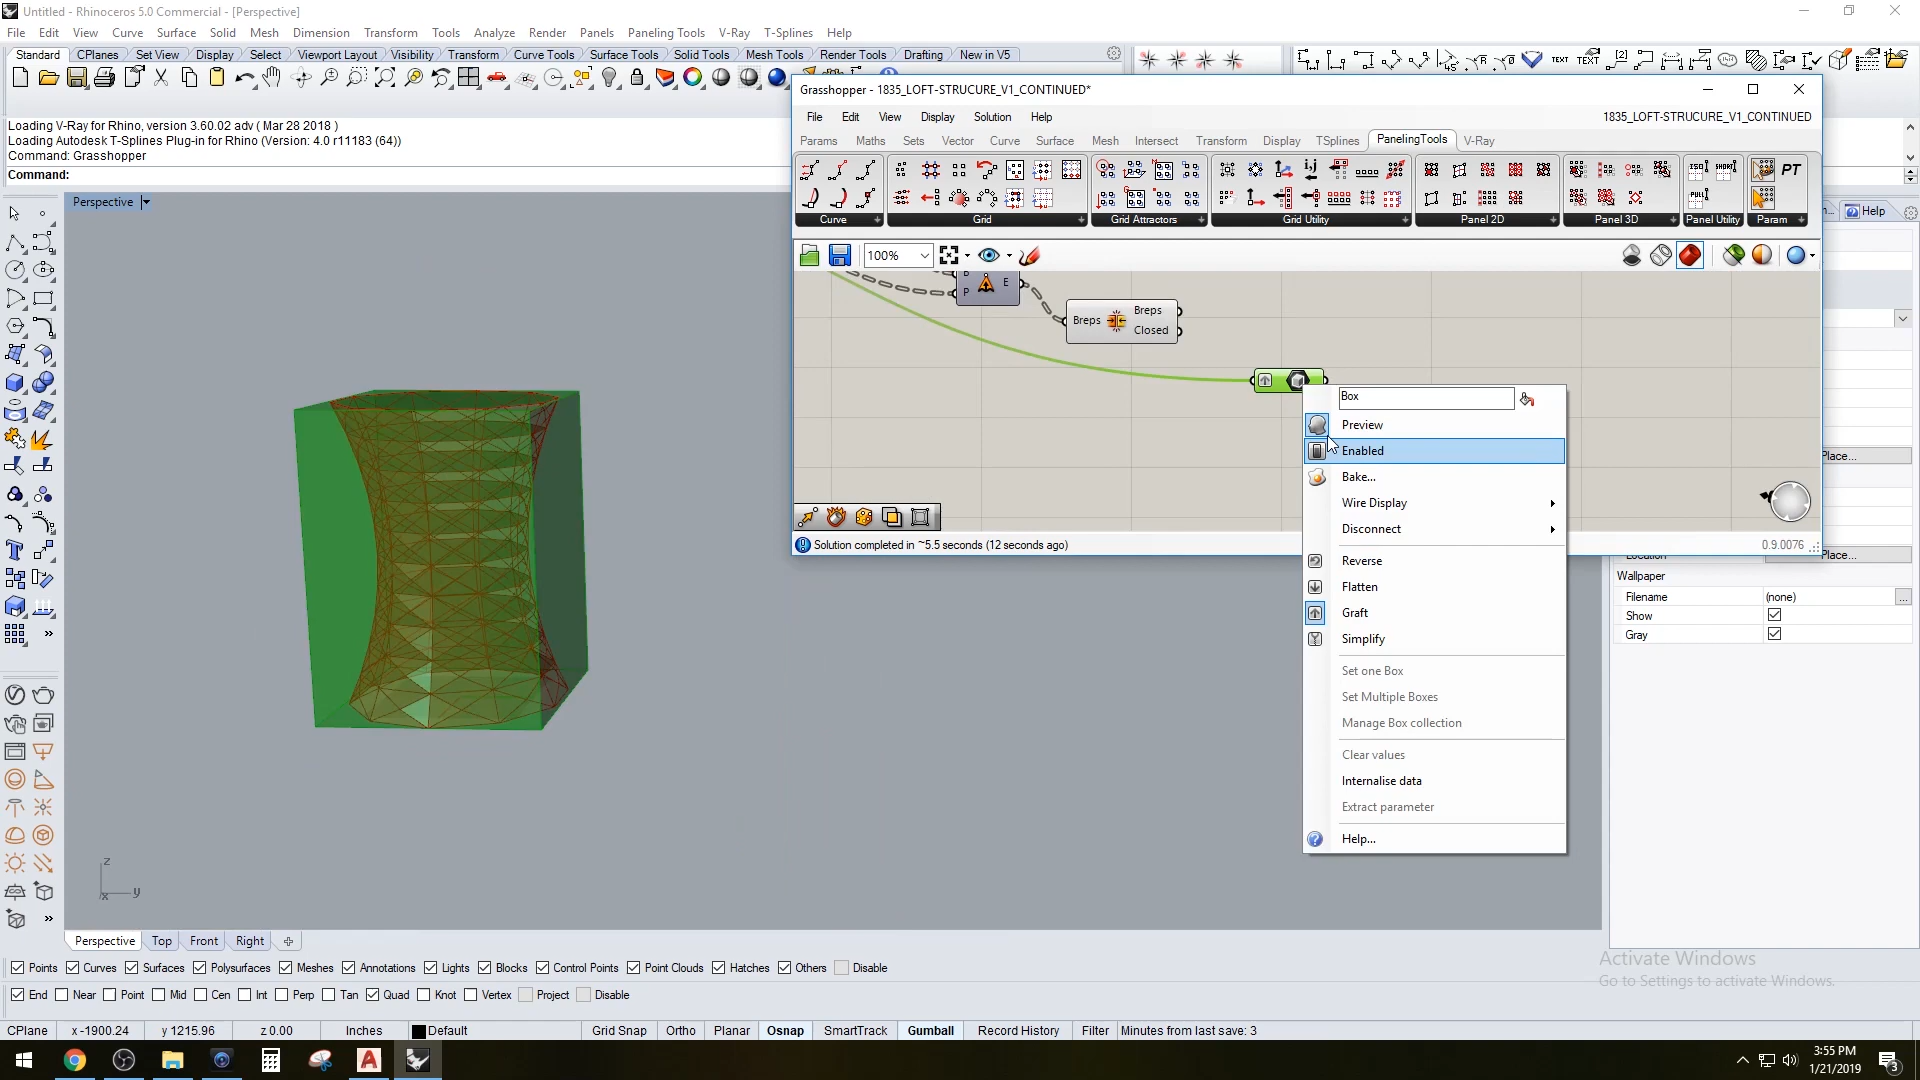 Untitled - Rhinoceros 5.0 Commercial - [Perspective]
File Edit View Curve Surface Solid Mesh Dimension Transform Tools Analyze Render Panels Paneling Tools V-Ray T-Splines Help
Standard CPlanes Set View Display Select Viewport Layout Visibility Transform Curve Tools Surface Tools Solid Tools Mesh Tools Render Tools Drafting New in V5
Loading V-Ray for Rhino, version 3.60.02 adv ( Mar 28 2018 )
Loading Autodesk T-Splines Plug-in for Rhino (Version: 4.0 r11183 (64))
Command: Grasshopper
Command:
Perspective
Grasshopper - 1835_LOFT-STRUCURE_V1_CONTINUED*
File Edit View Display Solution Help 1835_LOFT-STRUCURE_V1_CONTINUED
Params Maths Sets Vector Curve Surface Mesh Intersect Transform Display TSplines PanelingTools V-Ray
PT
Curve Grid Grid Attractors Grid Utility Panel 2D Panel 3D Panel Utility Param
100%
P E
Breps Breps
Closed
Box
Preview
Enabled
Bake...
Wire Display
Disconnect
Reverse
Flatten
Graft
Simplify
Set one Box
Set Multiple Boxes
Manage Box collection
Clear values
Internalise data
Extract parameter
Help...
Solution completed in ~5.5 seconds (12 seconds ago) 0.9.0076
Help
Place...
Place...
Wallpaper
Filename (none) ...
Show
Gray
z
y
x
Perspective Top Front Right
Points Curves Surfaces Polysurfaces Meshes Annotations Lights Blocks Control Points Point Clouds Hatches Others Disable
End Near Point Mid Cen Int Perp Tan Quad Knot Vertex Project Disable
Activate Windows
Go to Settings to activate Windows.
CPlane x -1900.24 y 1215.96 z 0.00 Inches Default Grid Snap Ortho Planar Osnap SmartTrack Gumball Record History Filter Minutes from last save: 3
3:55 PM
1/21/2019
3